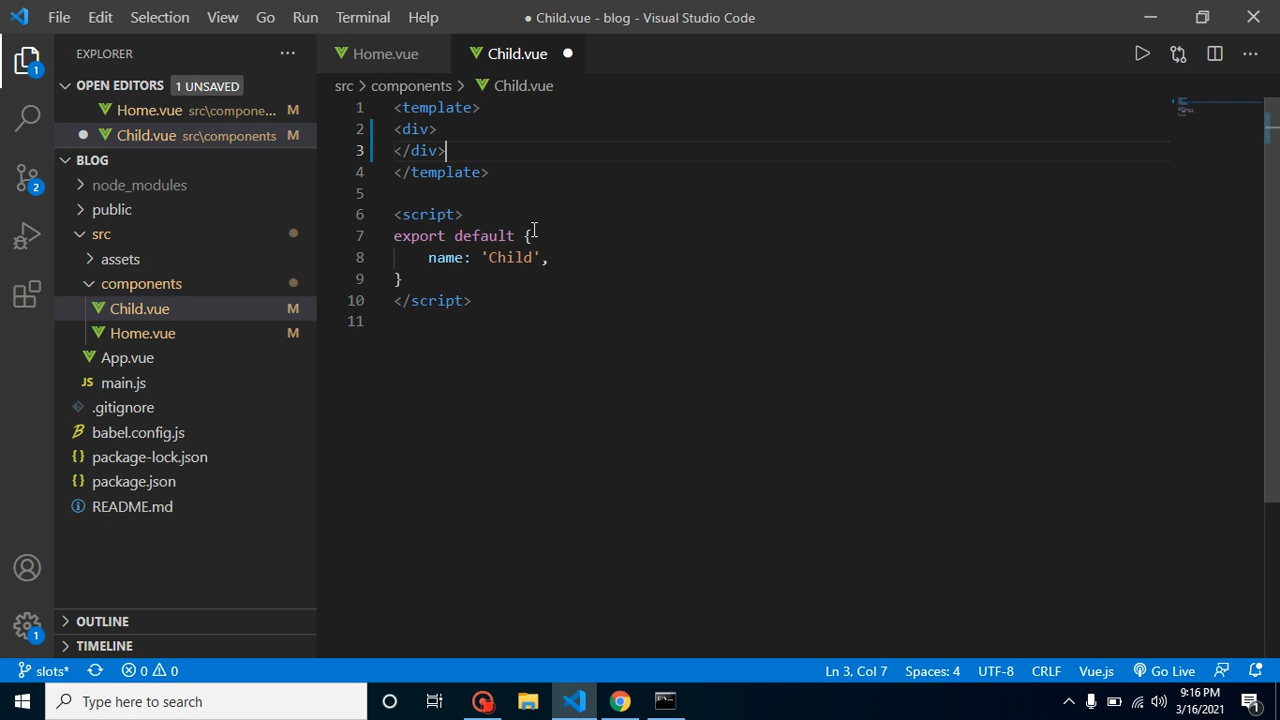 File Edit Selection View Go Run Terminal Help ● Child.vue - blog - Visual Studio Code
EXPLORER
Home.vue Child.vue
OPEN EDITORS 1 UNSAVED
Home.vue src\compone... M
Child.vue src\components M
BLOG
node_modules
public
src
assets
components
Child.vue M
Home.vue M
App.vue
JS main.js
.gitignore
babel.config.js
{} package-lock.json
{} package.json
README.md
OUTLINE
TIMELINE
1
2
1
src > components > Child.vue
1 <template>
2 <div>
3 </div>
4 </template>
5
6 <script>
7 export default {
8 name: 'Child',
9 }
10 </script>
11
slots* 0 0 Ln 3, Col 7 Spaces: 4 UTF-8 CRLF Vue.js Go Live
Type here to search
9:16 PM
3/16/2021
1